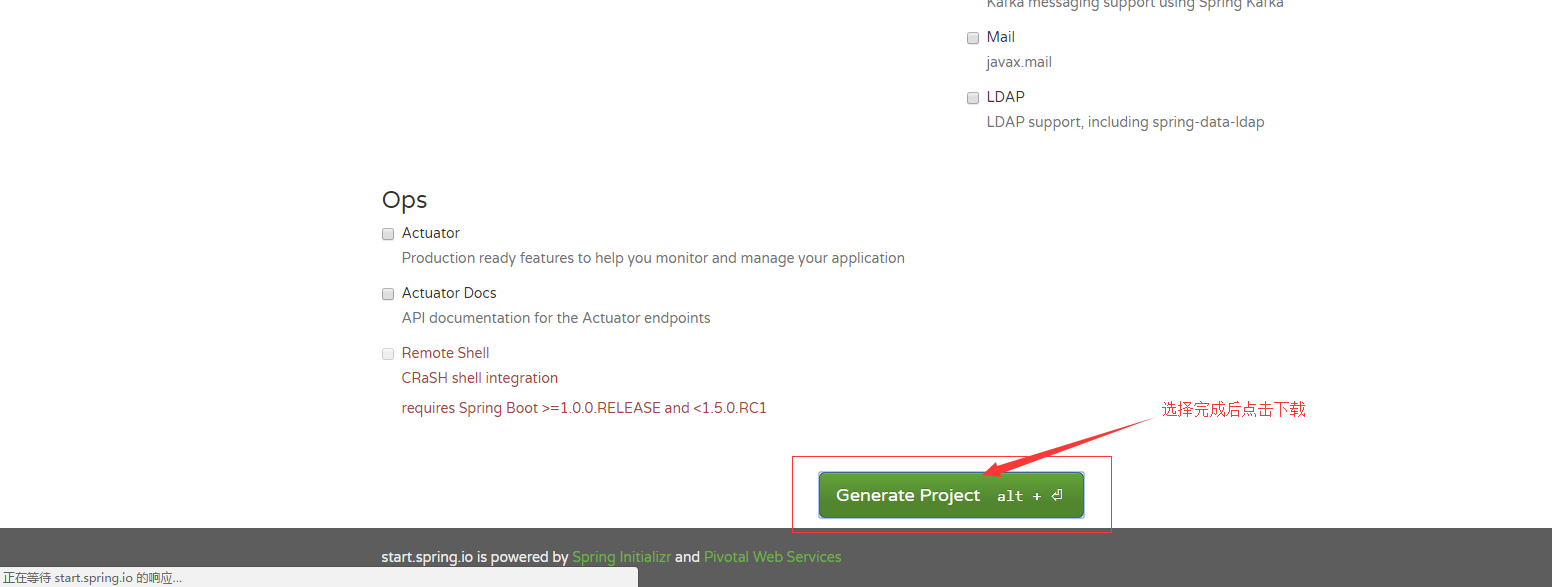 Kafka messaging support using Spring Kafka
Mail
javax.mail
LDAP
LDAP support, including spring-data-ldap
Ops
Actuator
Production ready features to help you monitor and manage your application
Actuator Docs
API documentation for the Actuator endpoints
Remote Shell
CRaSH shell integration
requires Spring Boot >=1.0.0.RELEASE and <1.5.0.RC1
选择完成后点击下载
Generate Project alt + ⏎
start.spring.io is powered by Spring Initializr and Pivotal Web Services
正在等待 start.spring.io 的响应...